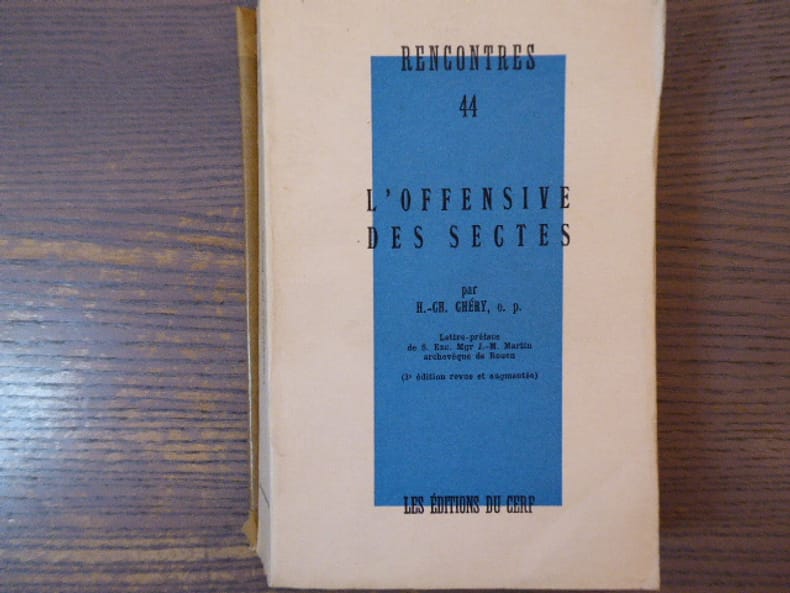 RENCONTRES
44
L'OFFENSIVE
DES SECTES
par
H.-CH. CHÉRY, o. p.
Lettre-préface
de S. Exc. Mgr J.-M. Martin
archevêque de Rouen
(3e édition revue et augmentée)
LES ÉDITIONS DU CERF